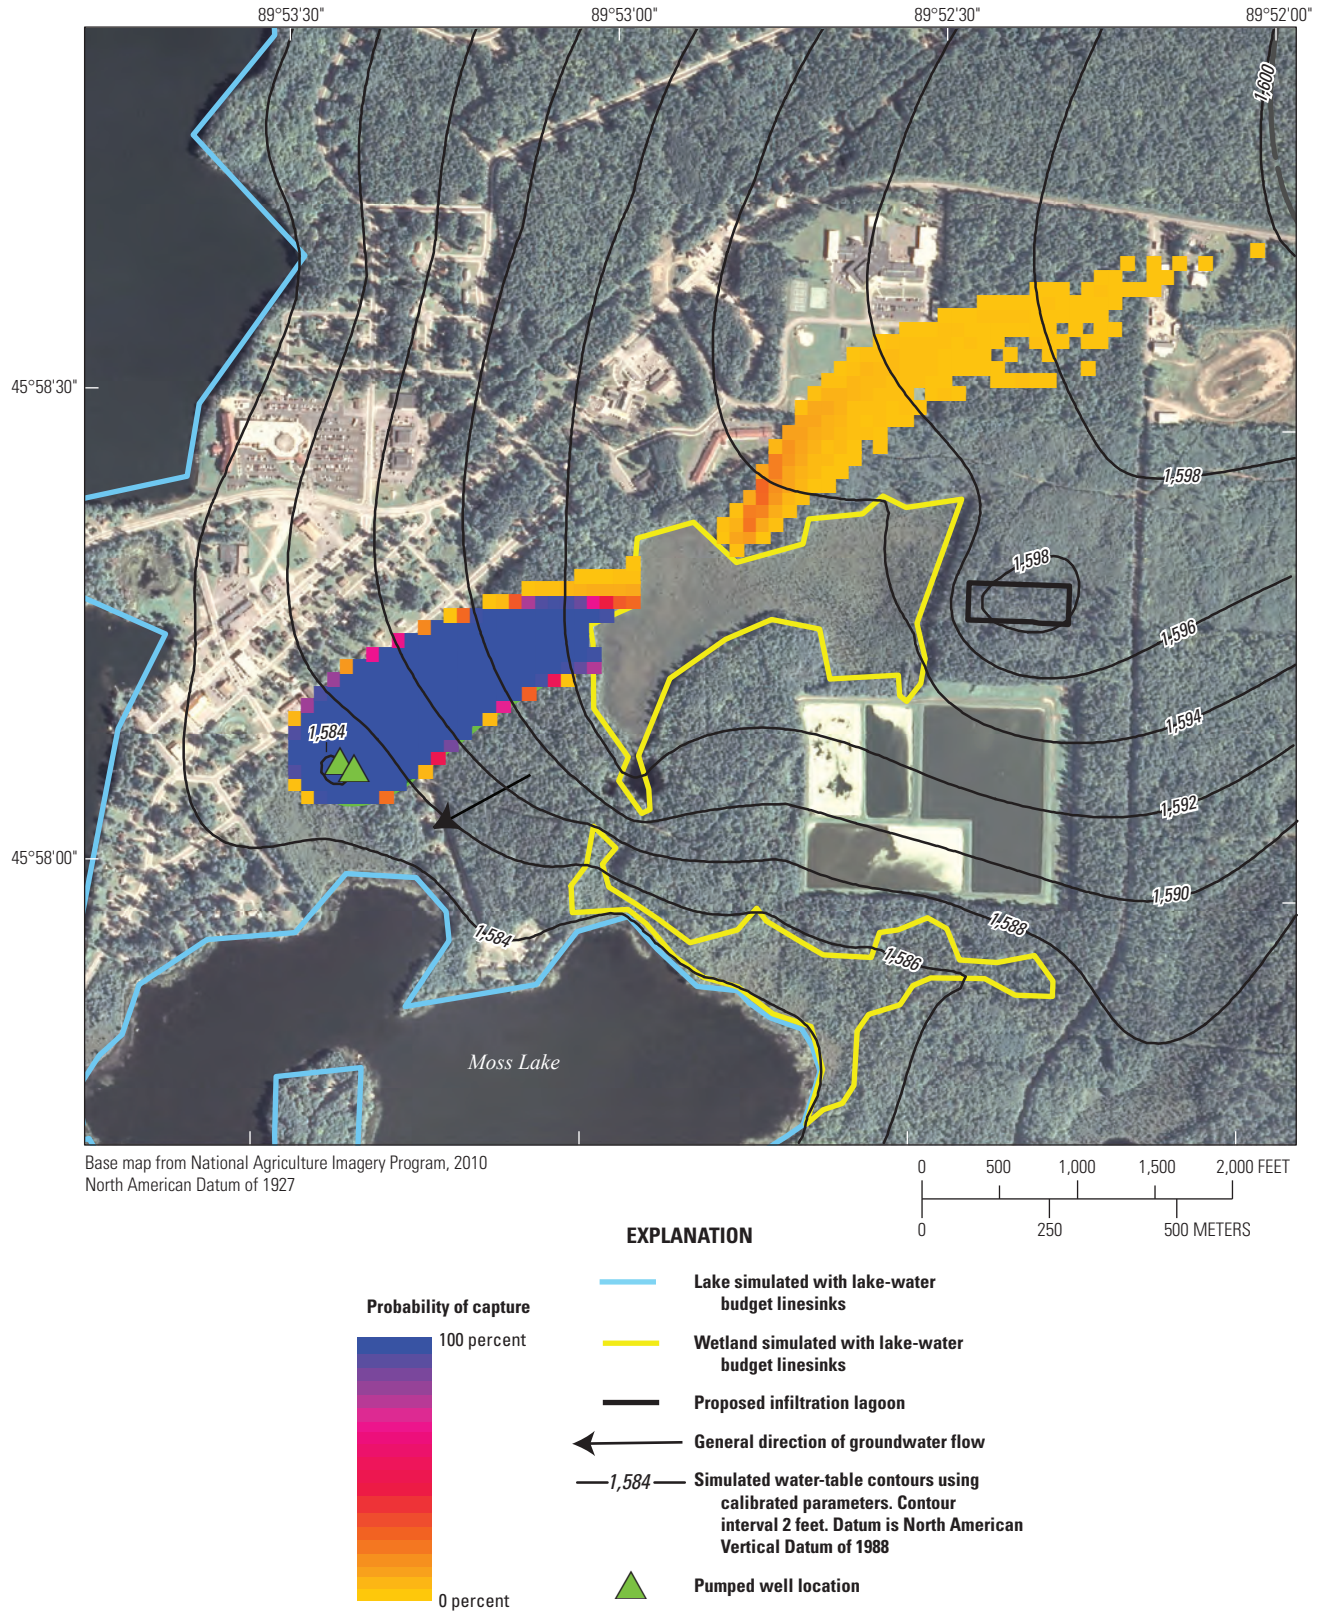 89°53'30"
89°53'00"
89°52'30"
89°52'00"
1,600
45°58'30"
1,598
1,598
1,596
1,584
1,594
1,592
45°58'00"
1,590
1,588
1,584
1,586
Moss Lake
Base map from National Agriculture Imagery Program, 2010
North American Datum of 1927
0 500 1,000 1,500 2,000 FEET
0 250 500 METERS
EXPLANATION
Probability of capture
100 percent
0 percent
Lake simulated with lake-water
budget linesinks
Wetland simulated with lake-water
budget linesinks
Proposed infiltration lagoon
General direction of groundwater flow
1,584
Simulated water-table contours using
calibrated parameters. Contour
interval 2 feet. Datum is North American
Vertical Datum of 1988
Pumped well location